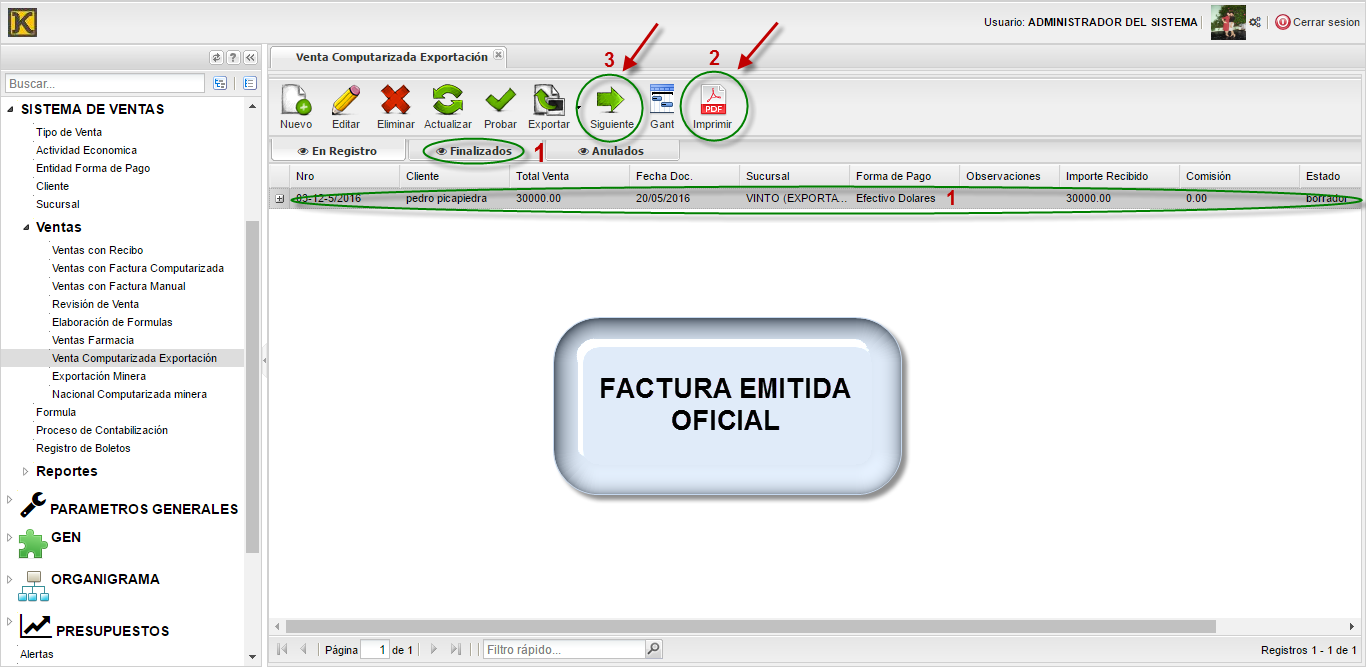 K
Usuario: ADMINISTRADOR DEL SISTEMA
Cerrar sesion
Buscar...
SISTEMA DE VENTAS
Tipo de Venta
Actividad Economica
Entidad Forma de Pago
Cliente
Sucursal
Ventas
Ventas con Recibo
Ventas con Factura Computarizada
Ventas con Factura Manual
Revisión de Venta
Elaboración de Formulas
Ventas Farmacia
Venta Computarizada Exportación
Exportación Minera
Nacional Computarizada minera
Formula
Proceso de Contabilización
Registro de Boletos
Reportes
PARAMETROS GENERALES
GEN
ORGANIGRAMA
PRESUPUESTOS
Alertas
Venta Computarizada Exportación
3 2
PDF
Nuevo Editar Eliminar Actualizar Probar Exportar Siguiente Gant Imprimir
En Registro Finalizados 1 Anulados
Nro Cliente Total Venta Fecha Doc. Sucursal Forma de Pago Observaciones Importe Recibido Comisión Estado
03-12-5/2016 pedro picapiedra 30000.00 20/05/2016 VINTO (EXPORTA... Efectivo Dolares 1 30000.00 0.00 borrador
FACTURA EMITIDA
OFICIAL
Página 1 de 1 Filtro rápido... Registros 1 - 1 de 1